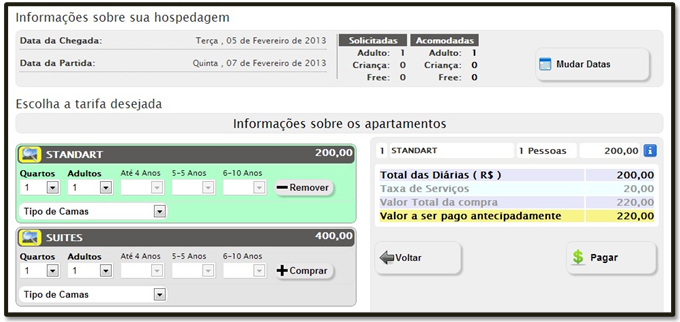 Informações sobre sua hospedagem
Data da Chegada: Terça , 05 de Fevereiro de 2013
Data da Partida: Quinta , 07 de Fevereiro de 2013
Solicitadas Acomodadas
Adulto: 1 Adulto: 1
Criança: 0 Criança: 0
Free: 0 Free: 0
Mudar Datas
Escolha a tarifa desejada
Informações sobre os apartamentos
STANDART 200,00
Quartos Adultos Até 4 Anos 5-5 Anos 6-10 Anos
1 1 Remover
Tipo de Camas
SUITES 400,00
Quartos Adultos Até 4 Anos 5-5 Anos 6-10 Anos
1 1 Comprar
Tipo de Camas
1 STANDART 1 Pessoas 200,00 i
Total das Diárias ( R$ ) 200,00
Taxa de Serviços 20,00
Valor Total da compra 220,00
Valor a ser pago antecipadamente 220,00
Voltar
$ Pagar